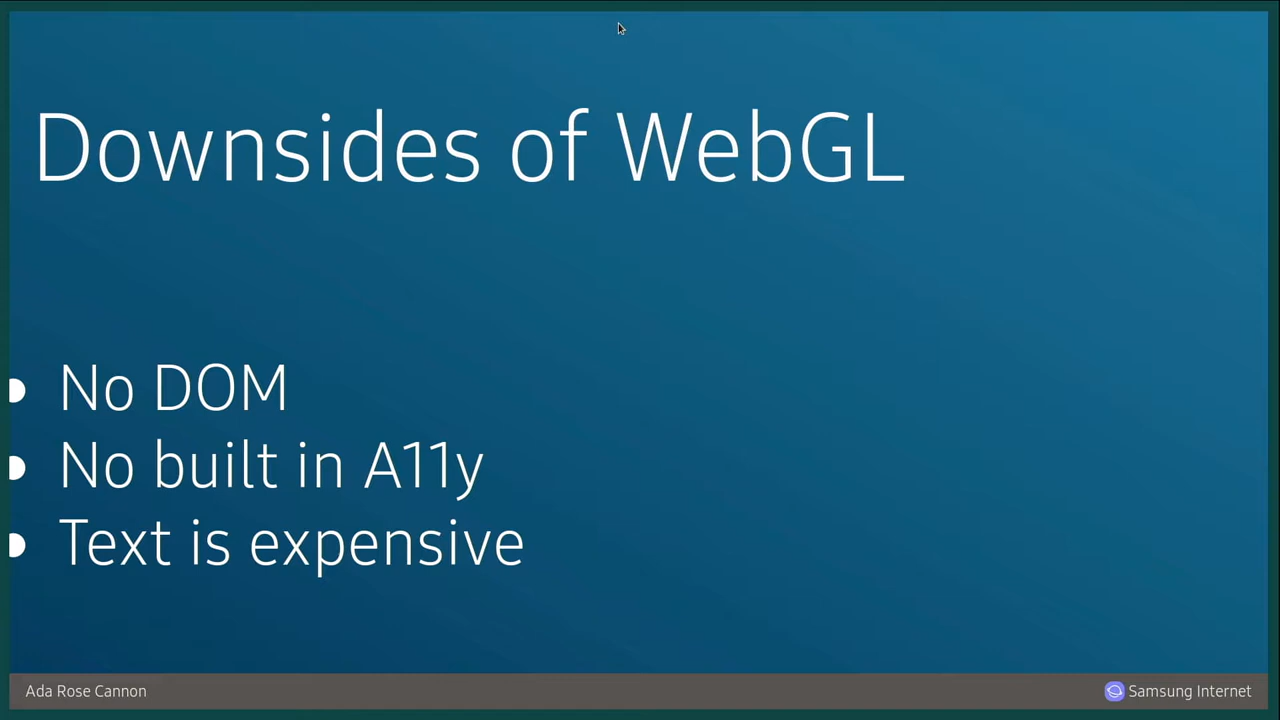 Downsides of WebGL
No DOM
No built in A11y
Text is expensive
Ada Rose Cannon
Samsung Internet